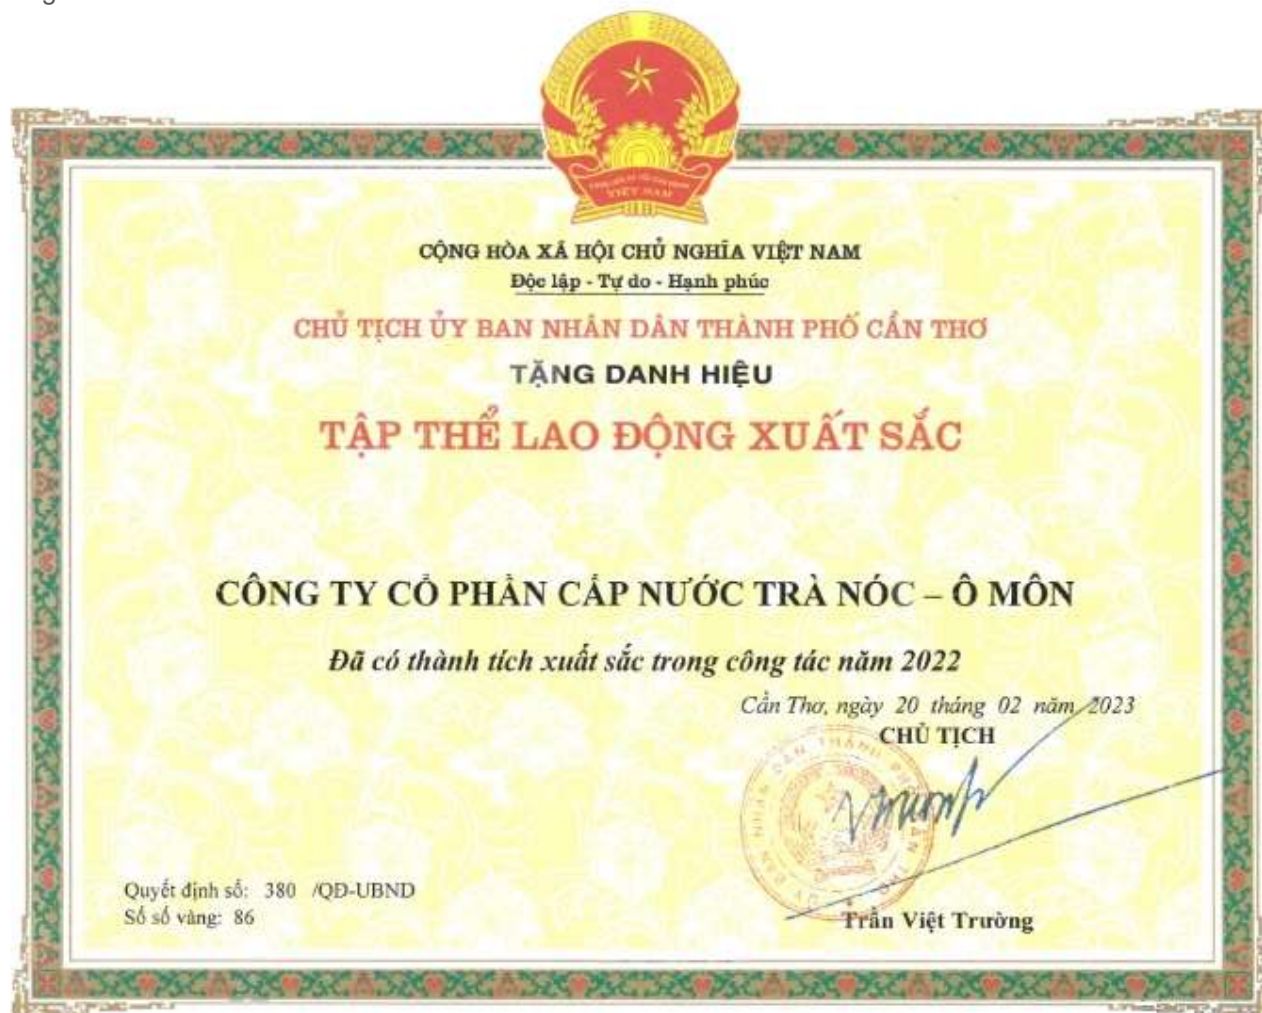 CỘNG HÒA XÃ HỘI CHỦ NGHĨA VIỆT NAM
Độc lập - Tự do - Hạnh phúc
CHỦ TỊCH ỦY BAN NHÂN DÂN THÀNH PHỐ CẦN THƠ
TẶNG DANH HIỆU
TẬP THỂ LAO ĐỘNG XUẤT SẮC
CÔNG TY CỔ PHẦN CẤP NƯỚC TRÀ NÓC – Ô MÔN
Đã có thành tích xuất sắc trong công tác năm 2022
Cần Thơ, ngày 20 tháng 02 năm 2023
CHỦ TỊCH
Quyết định số: 380 /QĐ-UBND
Số sổ vàng: 86
Trần Việt Trường
VIỆT NAM